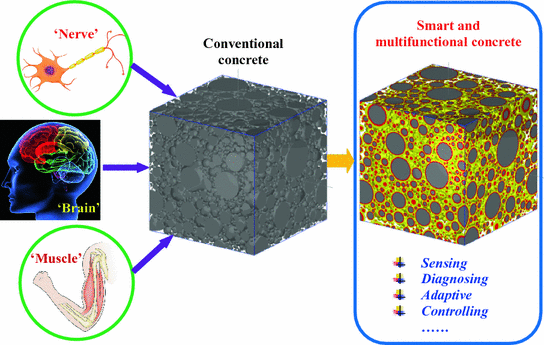 'Nerve'
'Brain'
'Muscle'
Conventional
concrete
Smart and
multifunctional concrete
Sensing
Diagnosing
Adaptive
Controlling
……